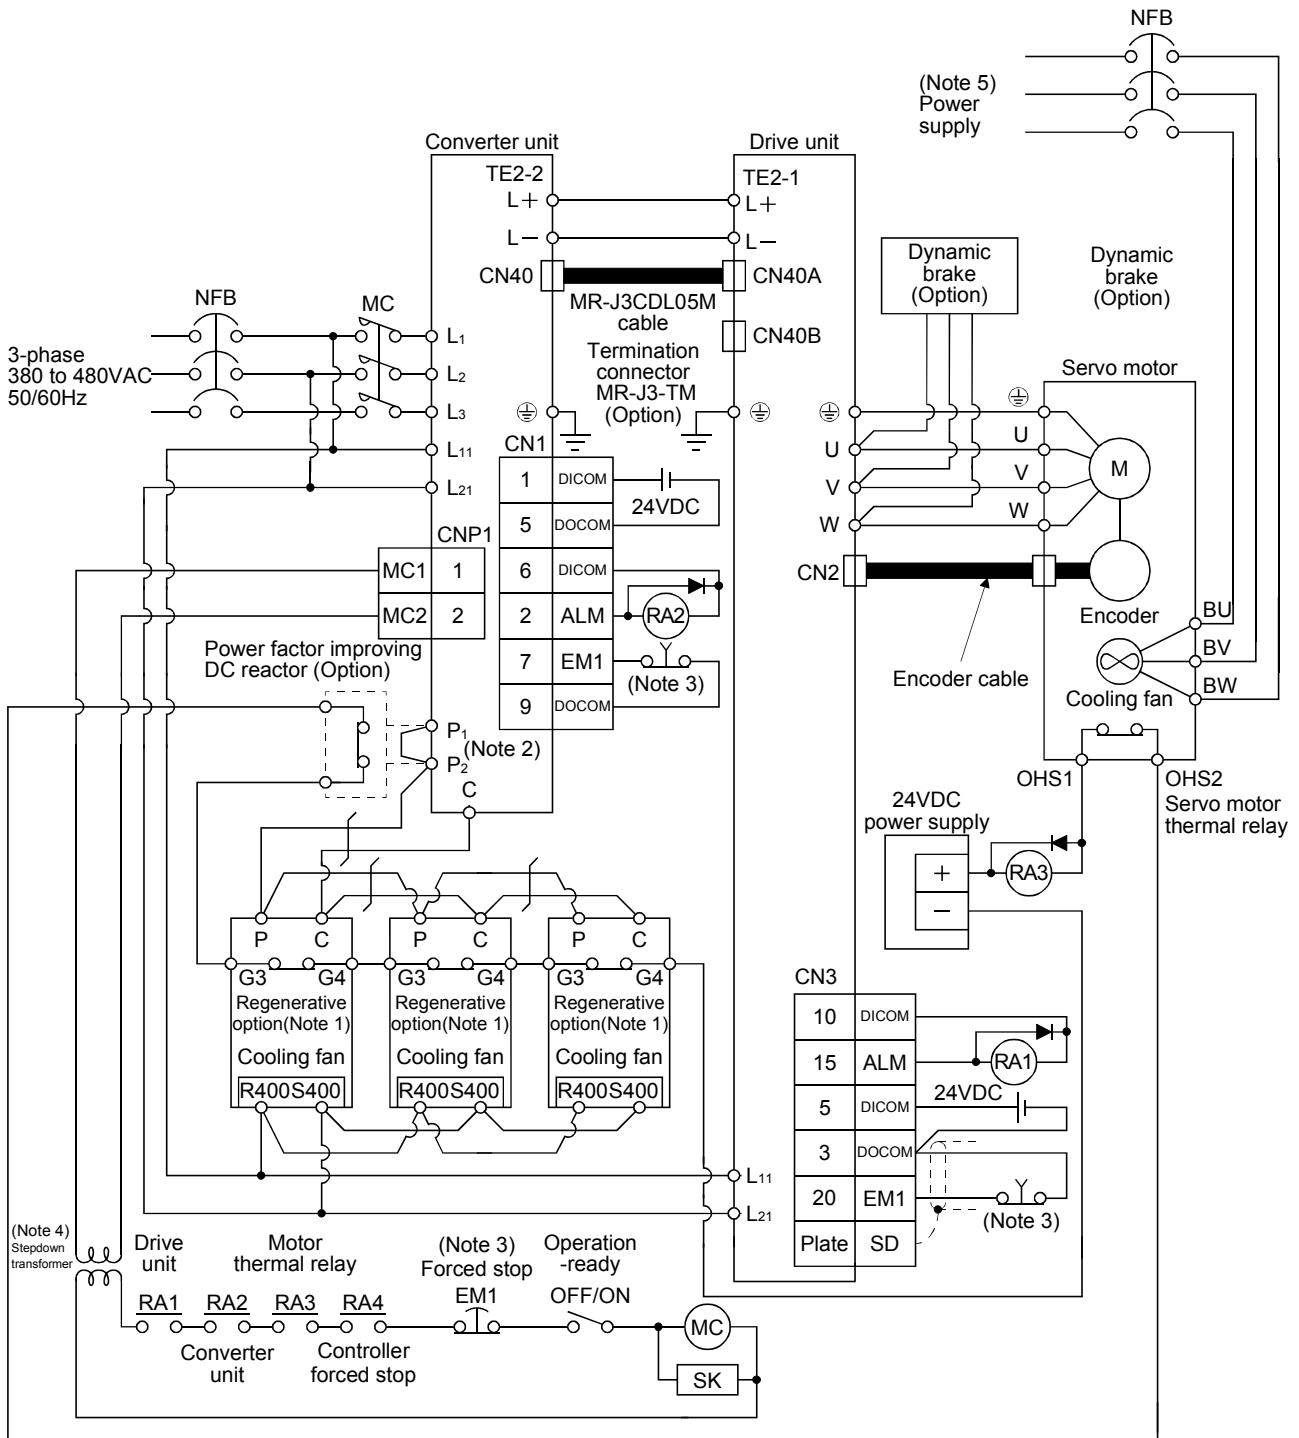 NFB
(Note 5)
Power
supply
Converter unit
Drive unit
TE2-2
TE2-1
L+
L+
L−
L−
CN40
CN40A
MR-J3CDL05M
cable
CN40B
Termination
connector
MR-J3-TM
(Option)
Dynamic
brake
(Option)
Dynamic
brake
(Option)
NFB
MC
3-phase
380 to 480VAC
50/60Hz
L1
L2
L3
L11
L21
Servo motor
U
V
W
U
V
W
M
CN1
1 DICOM
24VDC
5 DOCOM
6 DICOM
2 ALM
RA2
7 EM1
(Note 3)
9 DOCOM
CNP1
MC1 1
MC2 2
CN2
Encoder
Encoder cable
BU
BV
BW
Cooling fan
Power factor improving
DC reactor (Option)
P1
(Note 2)
P2
C
OHS1
OHS2
Servo motor
thermal relay
24VDC
power supply
+
−
RA3
P C
P C
P C
G3 G4
G3 G4
G3 G4
Regenerative
option(Note 1)
Regenerative
option(Note 1)
Regenerative
option(Note 1)
Cooling fan
Cooling fan
Cooling fan
R400S400
R400S400
R400S400
CN3
10 DICOM
15 ALM
RA1
5 DICOM
24VDC
3 DOCOM
20 EM1
(Note 3)
Plate SD
L11
L21
(Note 4)
Stepdown
transformer
Drive
unit
Motor
thermal relay
(Note 3)
Forced stop
Operation
-ready
RA1
RA2
RA3
RA4
EM1
OFF/ON
MC
Converter
unit
Controller
forced stop
SK